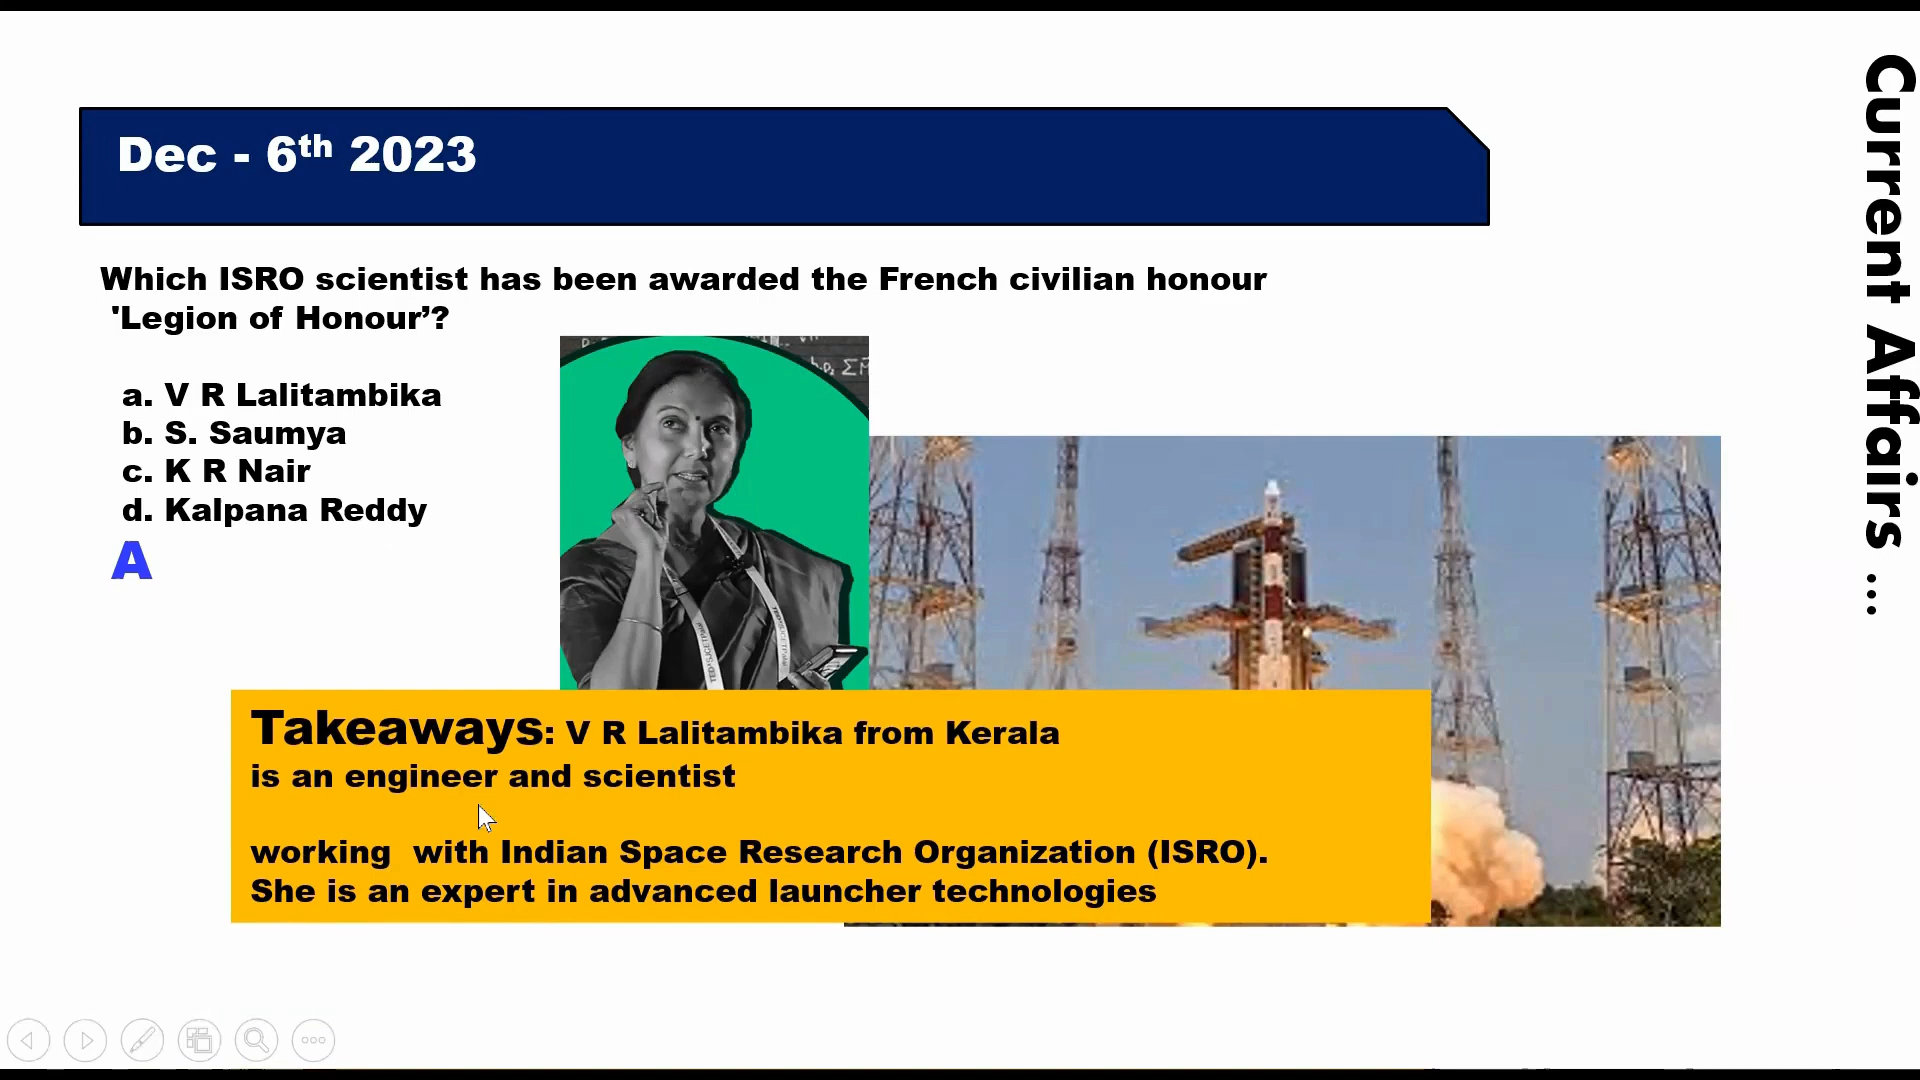 Dec - 6th 2023
Which ISRO scientist has been awarded the French civilian honour
'Legion of Honour’?
a. V R Lalitambika
b. S. Saumya
c. K R Nair
d. Kalpana Reddy
A
Takeaways: V R Lalitambika from Kerala
is an engineer and scientist
working with Indian Space Research Organization (ISRO).
She is an expert in advanced launcher technologies
Current Affairs ...